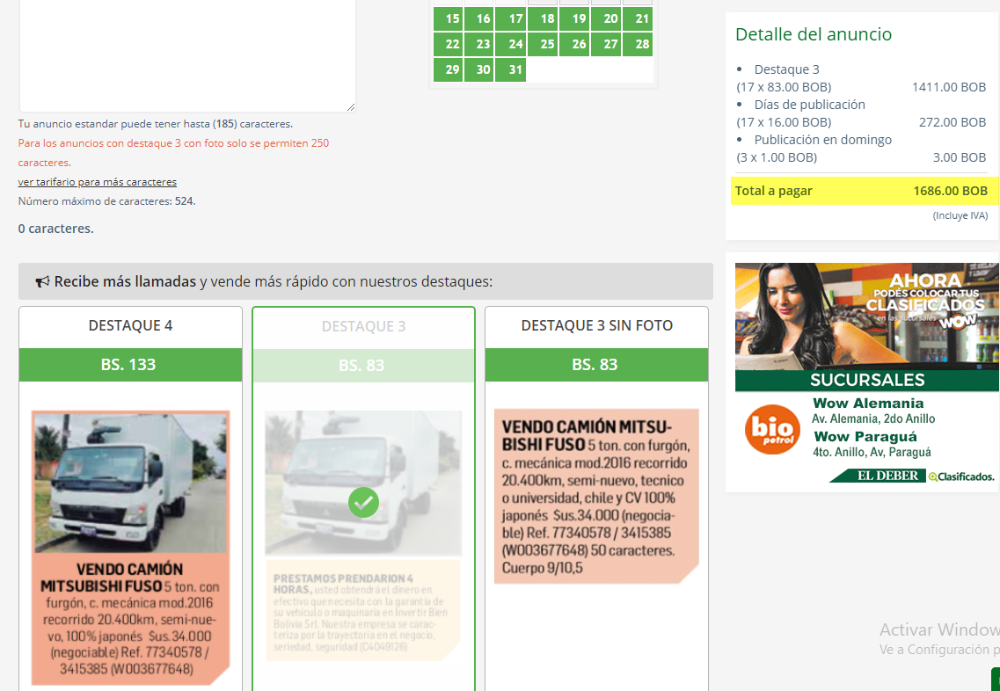 15 16 17 18 19 20 21
22 23 24 25 26 27 28
29 30 31
Tu anuncio estandar puede tener hasta (185) caracteres.
Para los anuncios con destaque 3 con foto solo se permiten 250
caracteres.
ver tarifario para más caracteres
Número máximo de caracteres: 524.
0 caracteres.
Detalle del anuncio
• Destaque 3
(17 x 83.00 BOB) 1411.00 BOB
• Días de publicación
(17 x 16.00 BOB) 272.00 BOB
• Publicación en domingo
(3 x 1.00 BOB) 3.00 BOB
Total a pagar 1686.00 BOB
(Incluye IVA)
Recibe más llamadas y vende más rápido con nuestros destaques:
DESTAQUE 4
BS. 133
VENDO CAMIÓN
MITSUBISHI FUSO 5 ton. con
furgón, c. mecánica mod.2016
recorrido 20.400km, semi-nue-
vo, 100% japonés $us.34.000
(negociable) Ref. 77340578 /
3415385 (W003677648)
DESTAQUE 3
BS. 83
PRESTAMOS PRENDARION 4
HORAS, usted obtendrá el dinero en
efectivo que necesita con la garantía de
su vehículo o maquinaria en Invertir Bien
Bolivia Srl. Nuestra empresa se carac-
teriza por la trayectoria en el negocio,
seriedad, seguridad (C4049126)
DESTAQUE 3 SIN FOTO
BS. 83
VENDO CAMIÓN MITSU-
BISHI FUSO 5 ton. con furgón,
c. mecánica mod.2016 recorrido
20.400km, semi-nuevo, tecnico
o universidad, chile y CV 100%
japonés $us.34.000 (negocia-
ble) Ref. 77340578 / 3415385
(W003677648) 50 caracteres.
Cuerpo 9/10,5
AHORA
PODÉS COLOCAR TUS
CLASIFICADOS
en las sucursales WOW
SUCURSALES
bio
petrol
Wow Alemania
Av. Alemania, 2do Anillo
Wow Paraguá
4to. Anillo, Av, Paraguá
EL DEBER Clasificados.
Activar Window
Ve a Configuración p